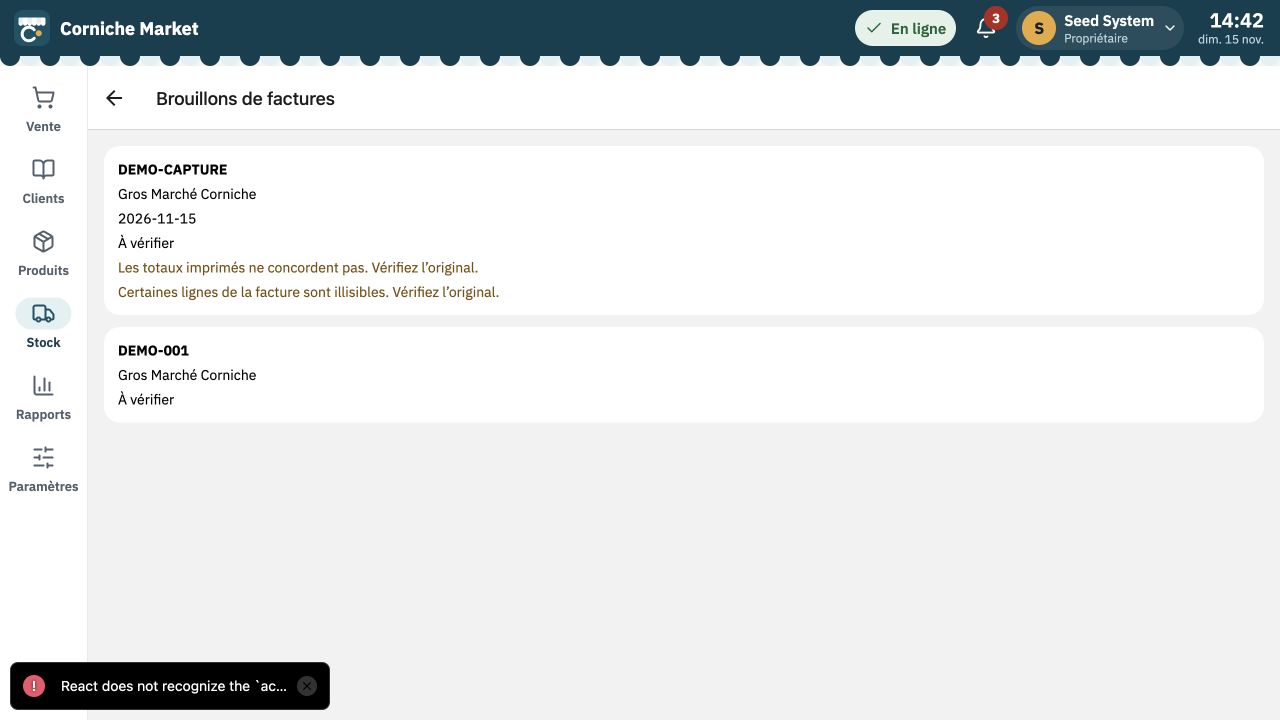 Corniche Market
En ligne
3
S
Seed System
Propriétaire
14:42
dim. 15 nov.
Vente
Clients
Produits
Stock
Rapports
Paramètres
Brouillons de factures
DEMO-CAPTURE
Gros Marché Corniche
2026-11-15
À vérifier
Les totaux imprimés ne concordent pas. Vérifiez l’original.
Certaines lignes de la facture sont illisibles. Vérifiez l’original.
DEMO-001
Gros Marché Corniche
À vérifier
! React does not recognize the `ac...